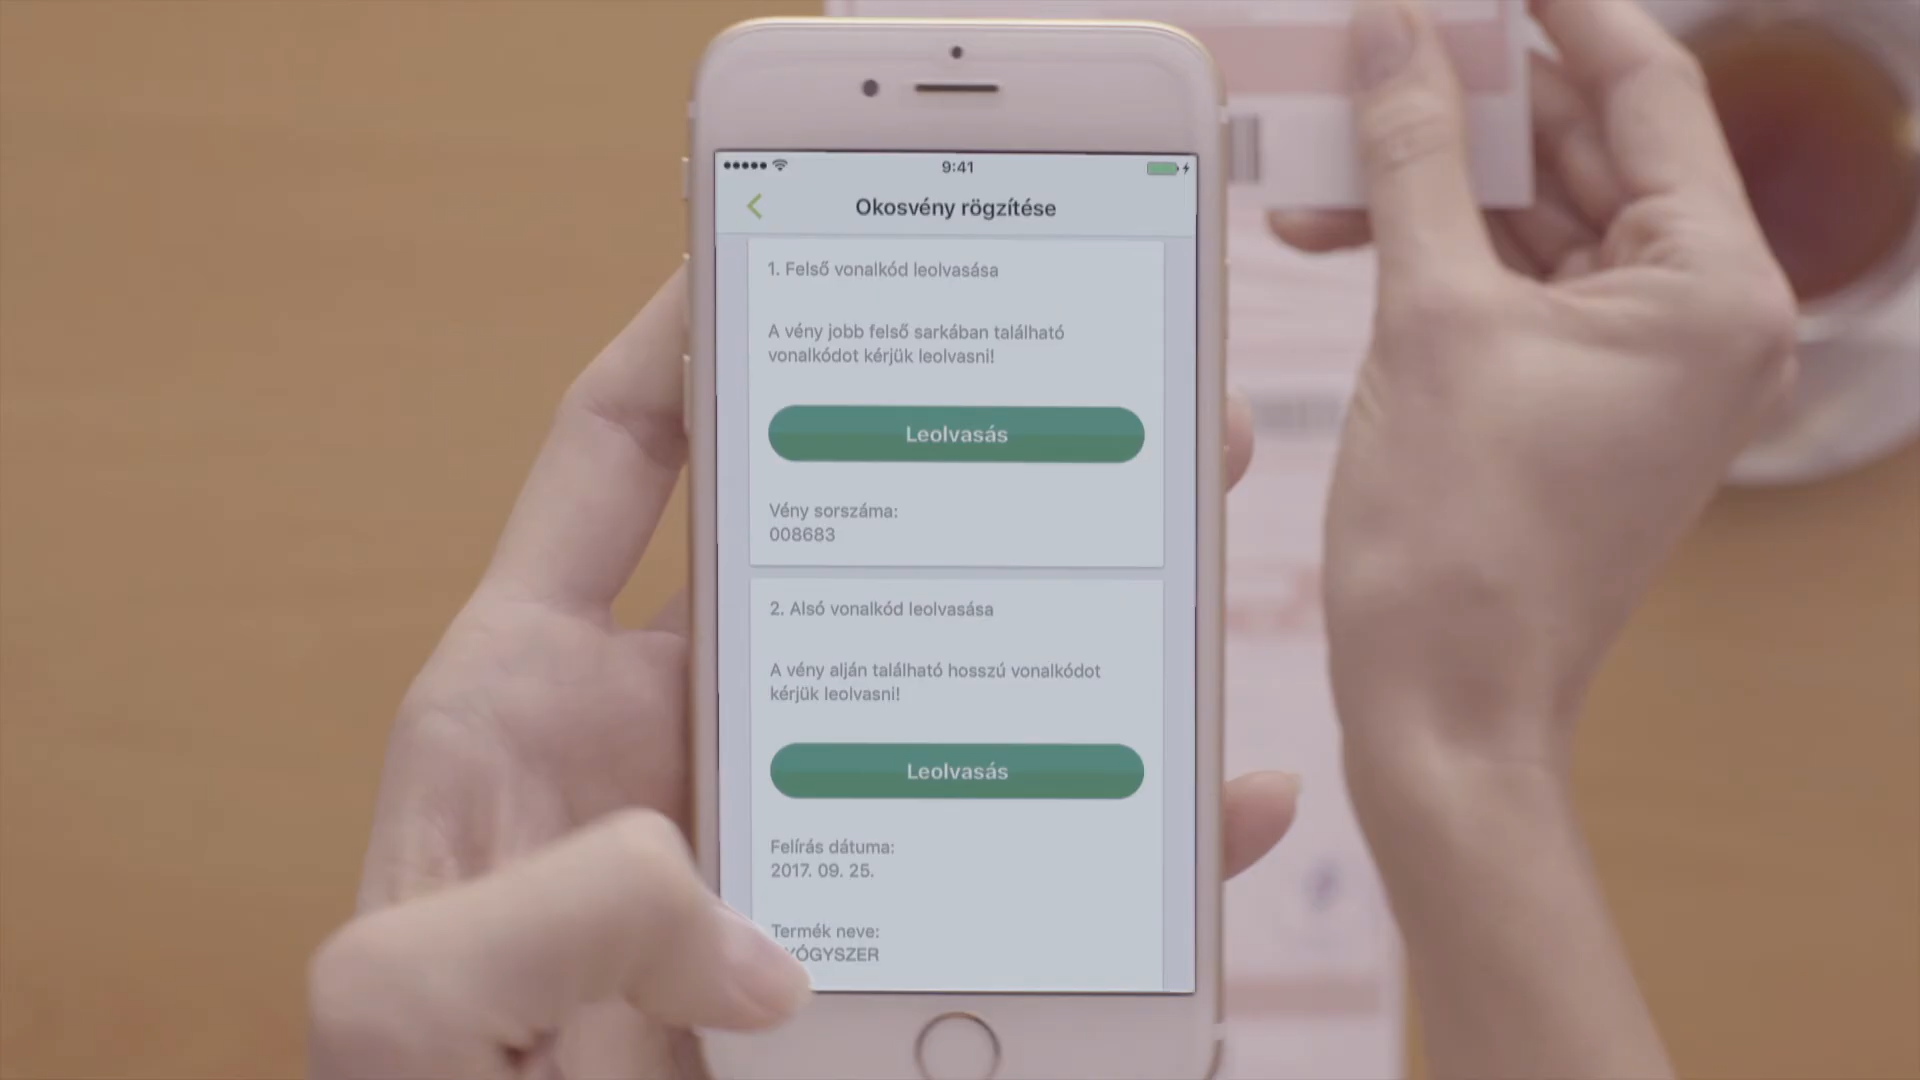 9:41
Okosvény rögzítése
1. Felső vonalkód leolvasása
A vény jobb felső sarkában található
vonalkódot kérjük leolvasni!
Leolvasás
Vény sorszáma:
008683
2. Alsó vonalkód leolvasása
A vény alján található hosszú vonalkódot
kérjük leolvasni!
Leolvasás
Felírás dátuma:
2017. 09. 25.
Termék neve:
YÓGYSZER